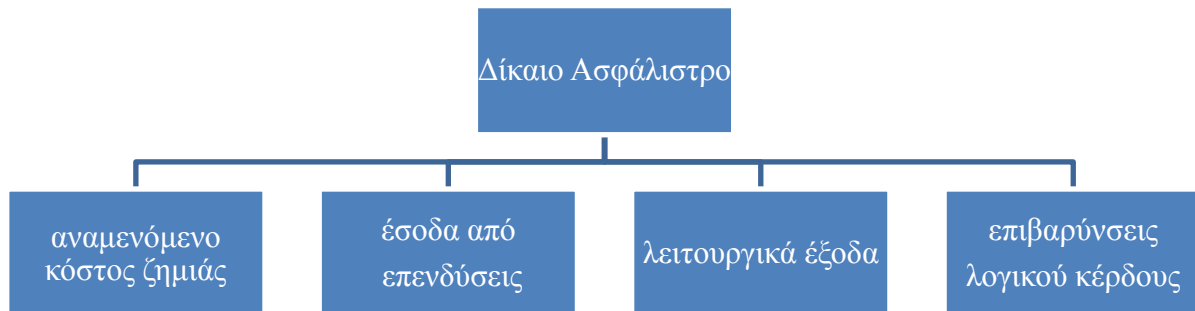 Δίκαιο Ασφάλιστρο
αναμενόμενο
κόστος ζημιάς
έσοδα από
επενδύσεις
λειτουργικά έξοδα
επιβαρύνσεις
λογικού κέρδους